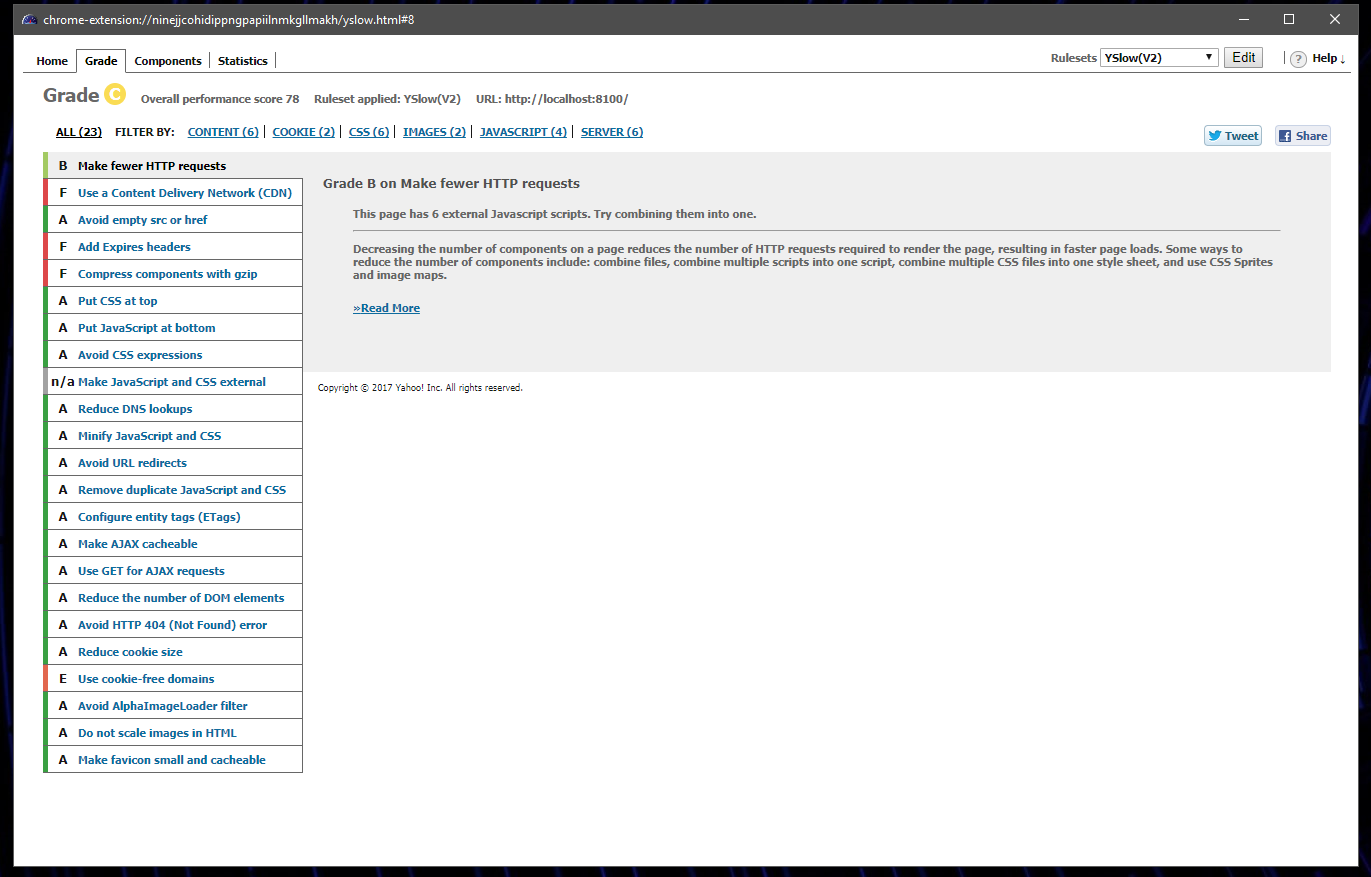 chrome-extension://ninejjcohidippngpapiilnmkgllmakh/yslow.html#8
Home Grade Components Statistics Rulesets YSlow(V2) Edit ? Help ↓
Grade C Overall performance score 78 Ruleset applied: YSlow(V2) URL: http://localhost:8100/
ALL (23) FILTER BY: CONTENT (6) | COOKIE (2) | CSS (6) | IMAGES (2) | JAVASCRIPT (4) | SERVER (6)
Tweet Share
B Make fewer HTTP requests
F Use a Content Delivery Network (CDN)
A Avoid empty src or href
F Add Expires headers
F Compress components with gzip
A Put CSS at top
A Put JavaScript at bottom
A Avoid CSS expressions
n/a Make JavaScript and CSS external
A Reduce DNS lookups
A Minify JavaScript and CSS
A Avoid URL redirects
A Remove duplicate JavaScript and CSS
A Configure entity tags (ETags)
A Make AJAX cacheable
A Use GET for AJAX requests
A Reduce the number of DOM elements
A Avoid HTTP 404 (Not Found) error
A Reduce cookie size
E Use cookie-free domains
A Avoid AlphaImageLoader filter
A Do not scale images in HTML
A Make favicon small and cacheable
Grade B on Make fewer HTTP requests
This page has 6 external Javascript scripts. Try combining them into one.
Decreasing the number of components on a page reduces the number of HTTP requests required to render the page, resulting in faster page loads. Some ways to
reduce the number of components include: combine files, combine multiple scripts into one script, combine multiple CSS files into one style sheet, and use CSS Sprites
and image maps.
»Read More
Copyright © 2017 Yahoo! Inc. All rights reserved.